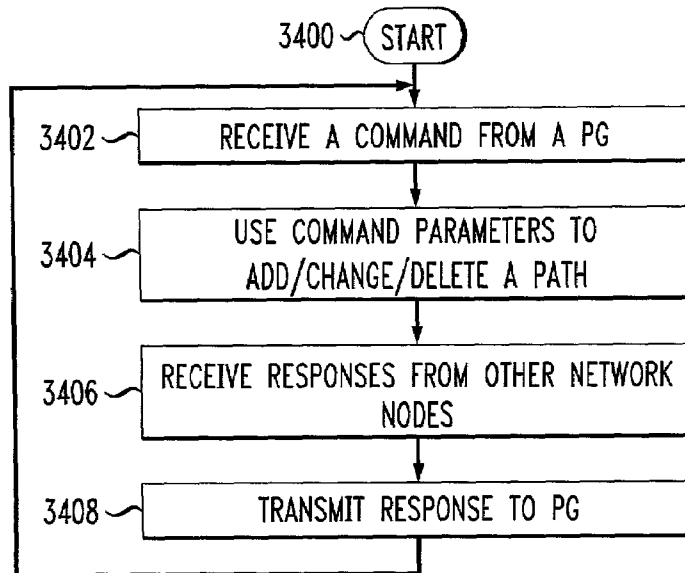 3400 START
3402 RECEIVE A COMMAND FROM A PG
3404 USE COMMAND PARAMETERS TO
ADD/CHANGE/DELETE A PATH
3406 RECEIVE RESPONSES FROM OTHER NETWORK
NODES
3408 TRANSMIT RESPONSE TO PG